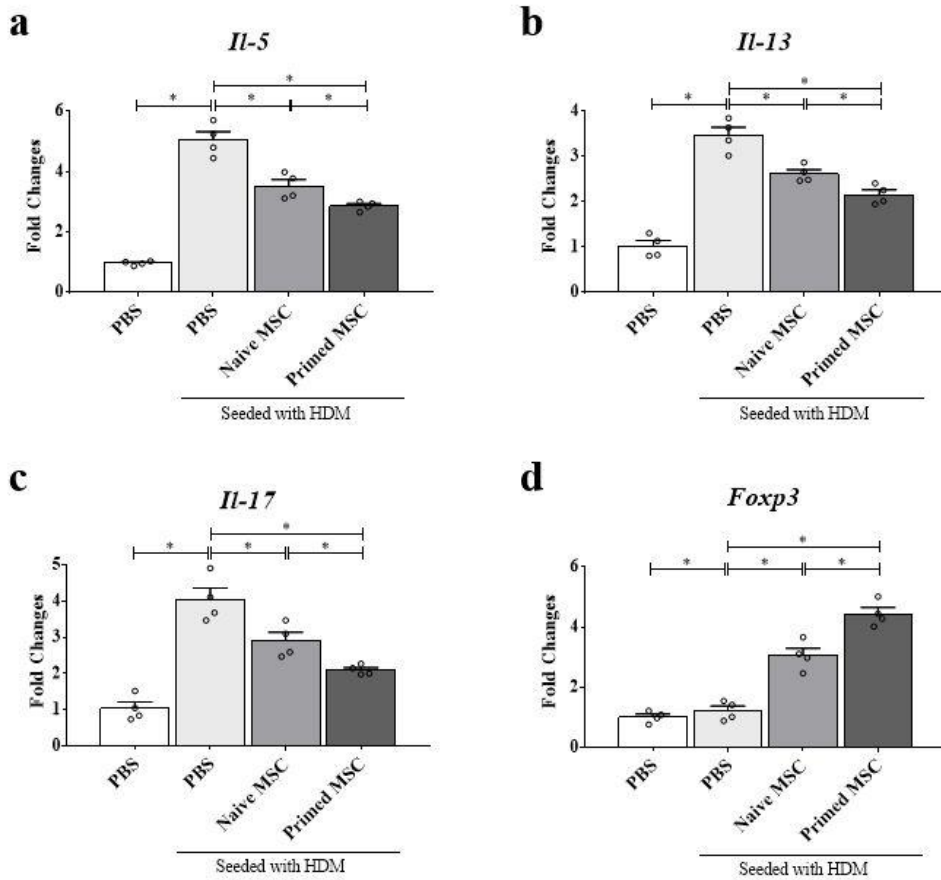 a
Il-5
*
* * *
Fold Changes
6
4
2
0
PBS
PBS
Naive MSC
Primed MSC
Seeded with HDM
b
Il-13
*
* * *
Fold Changes
4
3
2
1
0
PBS
PBS
Naive MSC
Primed MSC
Seeded with HDM
c
Il-17
*
* * *
Fold Changes
5
4
3
2
1
0
PBS
PBS
Naive MSC
Primed MSC
Seeded with HDM
d
Foxp3
*
* * *
Fold Changes
6
4
2
0
PBS
PBS
Naive MSC
Primed MSC
Seeded with HDM